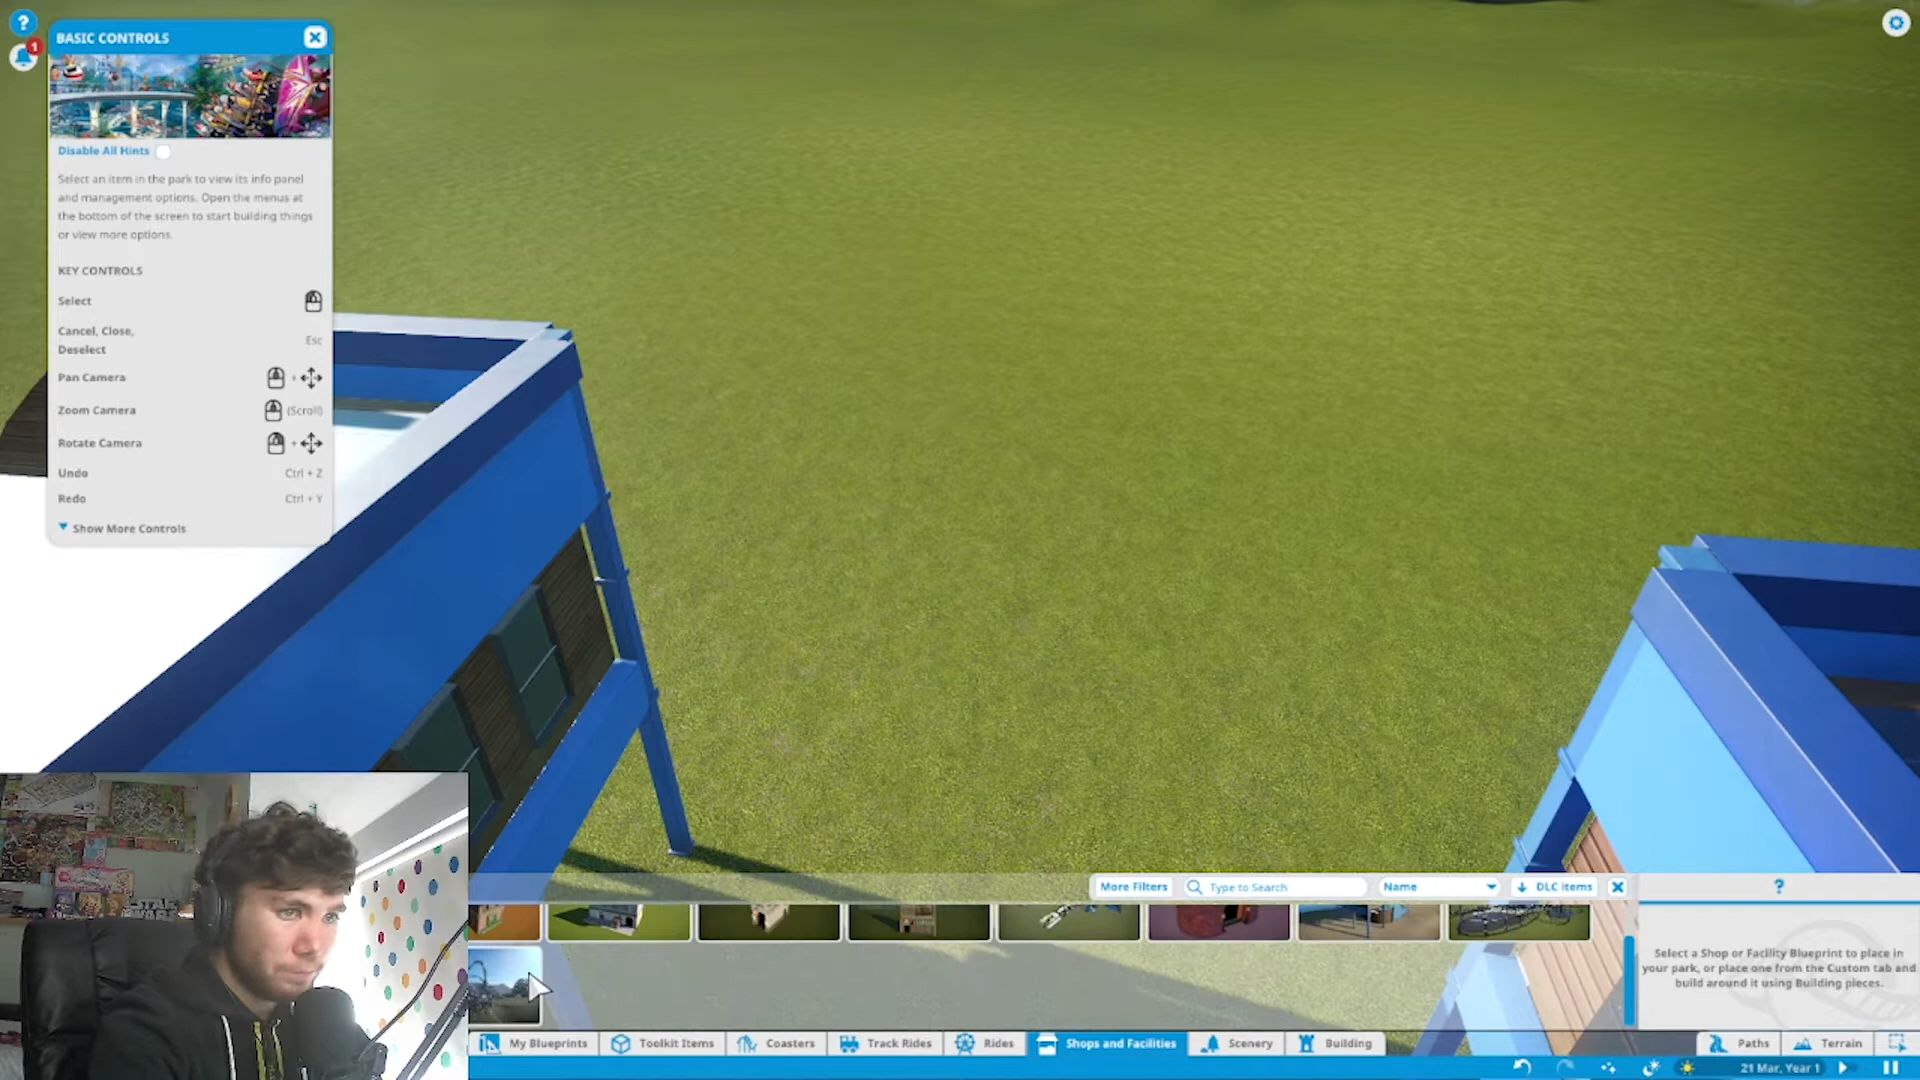 ?
1
BASIC CONTROLS
Disable All Hints
Select an item in the park to view its info panel
and management options. Open the menus at
the bottom of the screen to start building things
or view more options.
KEY CONTROLS
Select
Cancel, Close,
Deselect
Esc
Pan Camera
+
Zoom Camera
(Scroll)
Rotate Camera
+
Undo
Ctrl + Z
Redo
Ctrl + Y
Show More Controls
STAR
WARS
More Filters
Type to Search
Name
DLC Items
?
Select a Shop or Facility Blueprint to place in
your park, or place one from the Custom tab and
build around it using Building pieces.
My Blueprints
Toolkit Items
Coasters
Track Rides
Rides
Shops and Facilities
Scenery
Building
Paths
Terrain
21 Mar, Year 1